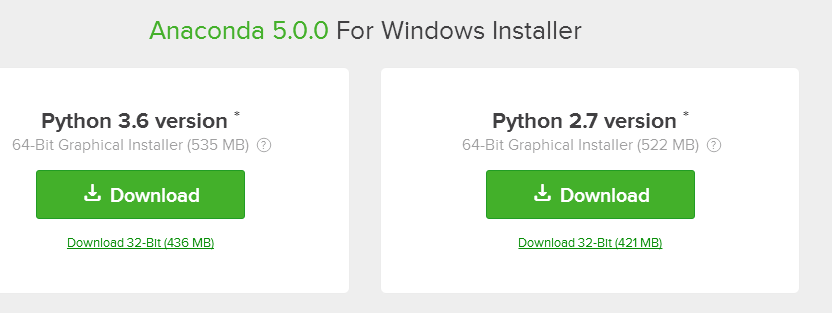 Anaconda 5.0.0 For Windows Installer
Python 3.6 version *
64-Bit Graphical Installer (535 MB) ?
Download
Download 32-Bit (436 MB)
Python 2.7 version *
64-Bit Graphical Installer (522 MB) ?
Download
Download 32-Bit (421 MB)